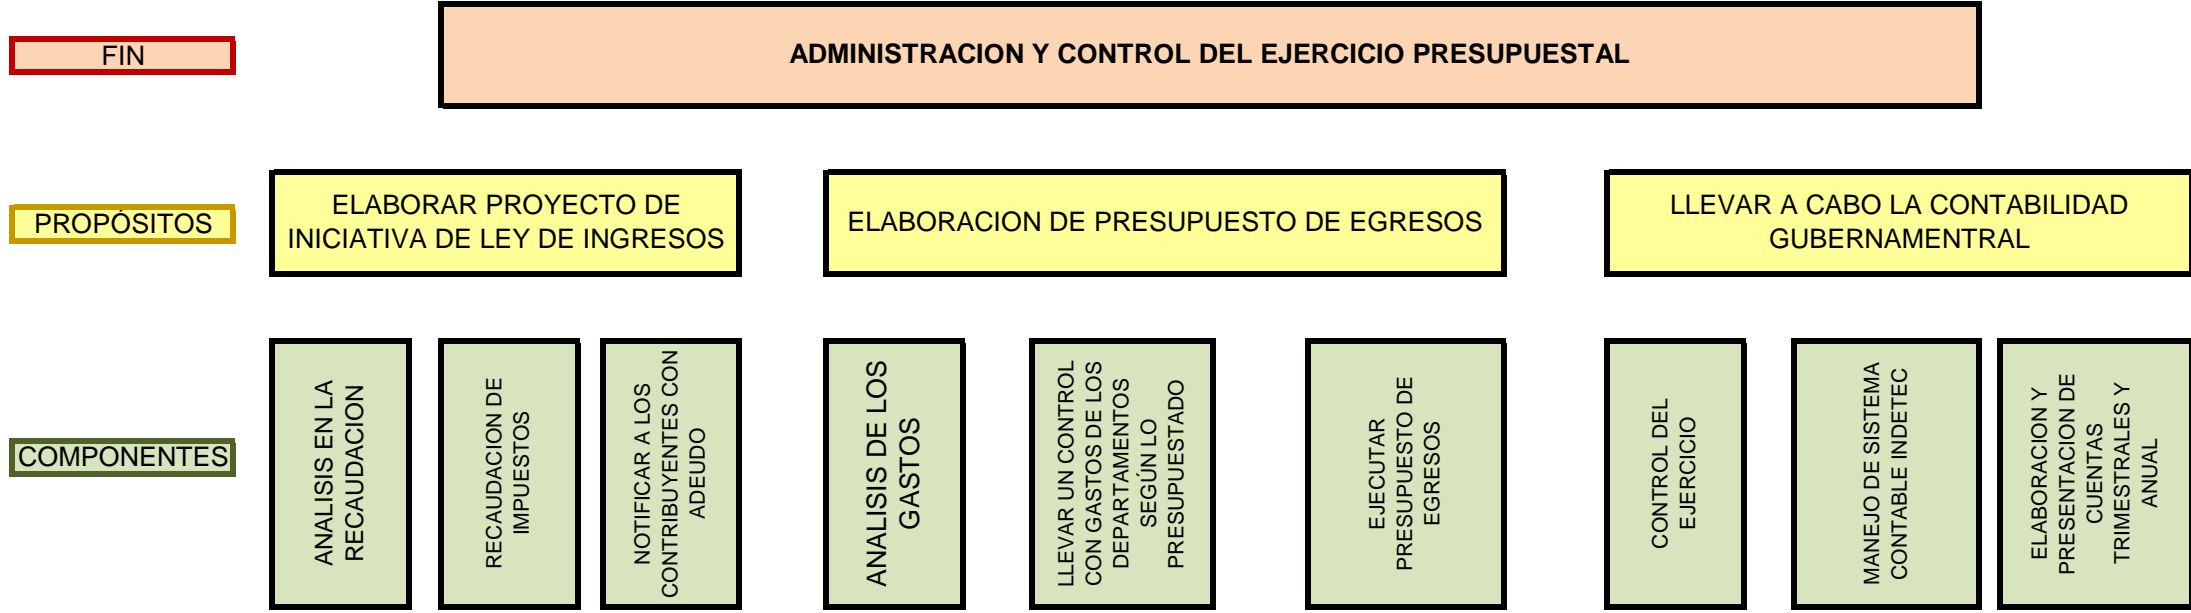 FIN
ADMINISTRACION Y CONTROL DEL EJERCICIO PRESUPUESTAL
PROPÓSITOS
ELABORAR PROYECTO DE
INICIATIVA DE LEY DE INGRESOS
ELABORACION DE PRESUPUESTO DE EGRESOS
LLEVAR A CABO LA CONTABILIDAD
GUBERNAMENTRAL
COMPONENTES
ANALISIS EN LA
RECAUDACION
RECAUDACION DE
IMPUESTOS
NOTIFICAR A LOS
CONTRIBUYENTES CON
ADEUDO
ANALISIS DE LOS
GASTOS
LLEVAR UN CONTROL
CON GASTOS DE LOS
DEPARTAMENTOS
SEGÚN LO
PRESUPUESTADO
EJECUTAR
PRESUPUESTO DE
EGRESOS
CONTROL DEL
EJERCICIO
MANEJO DE SISTEMA
CONTABLE INDETEC
ELABORACION Y
PRESENTACION DE
CUENTAS
TRIMESTRALES Y
ANUAL